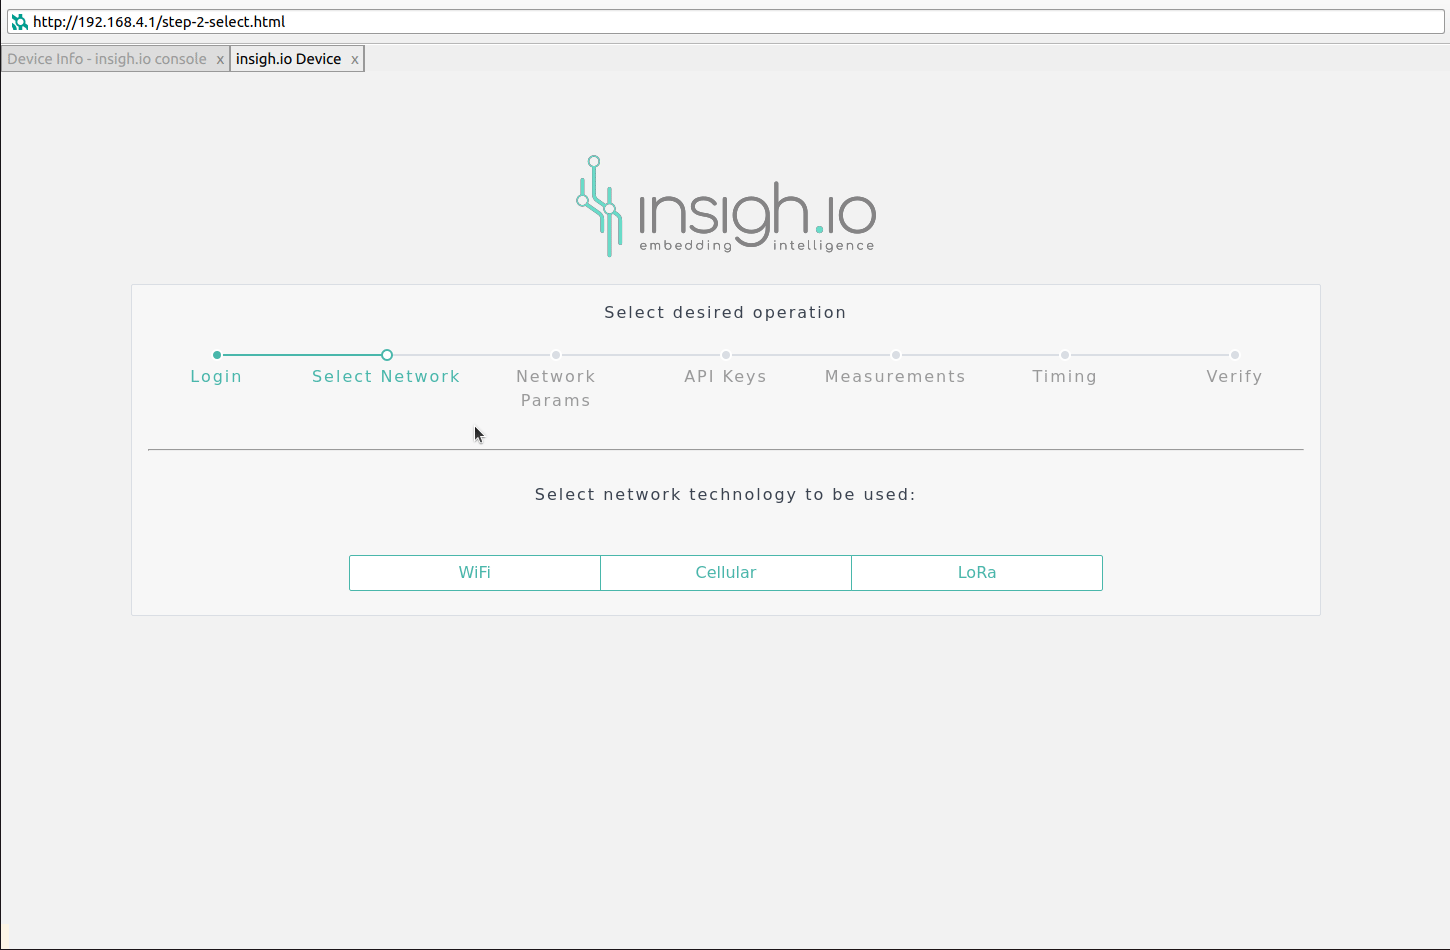 http://192.168.4.1/step-2-select.html
Device Info - insigh.io console x insigh.io Device x
insigh.io
embedding intelligence
Select desired operation
Login Select Network Network Params API Keys Measurements Timing Verify
Select network technology to be used:
WiFi Cellular LoRa